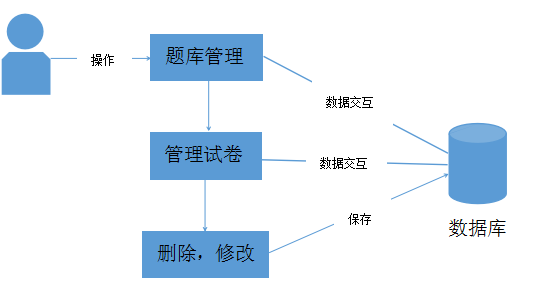 操作
题库管理
数据交互
管理试卷
数据交互
保存
数据库
删除，修改